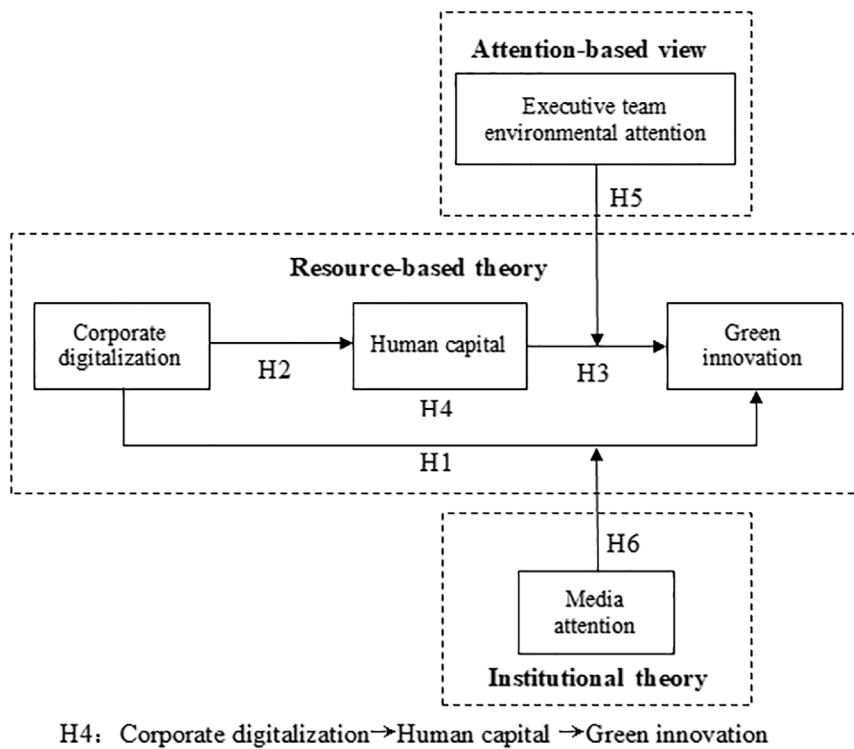 Attention-based view
Executive team
environmental attention
H5
Resource-based theory
Corporate
digitalization
H2
Human capital
H3
Green
innovation
H4
H1
H6
Media
attention
Institutional theory
H4: Corporate digitalization→Human capital →Green innovation